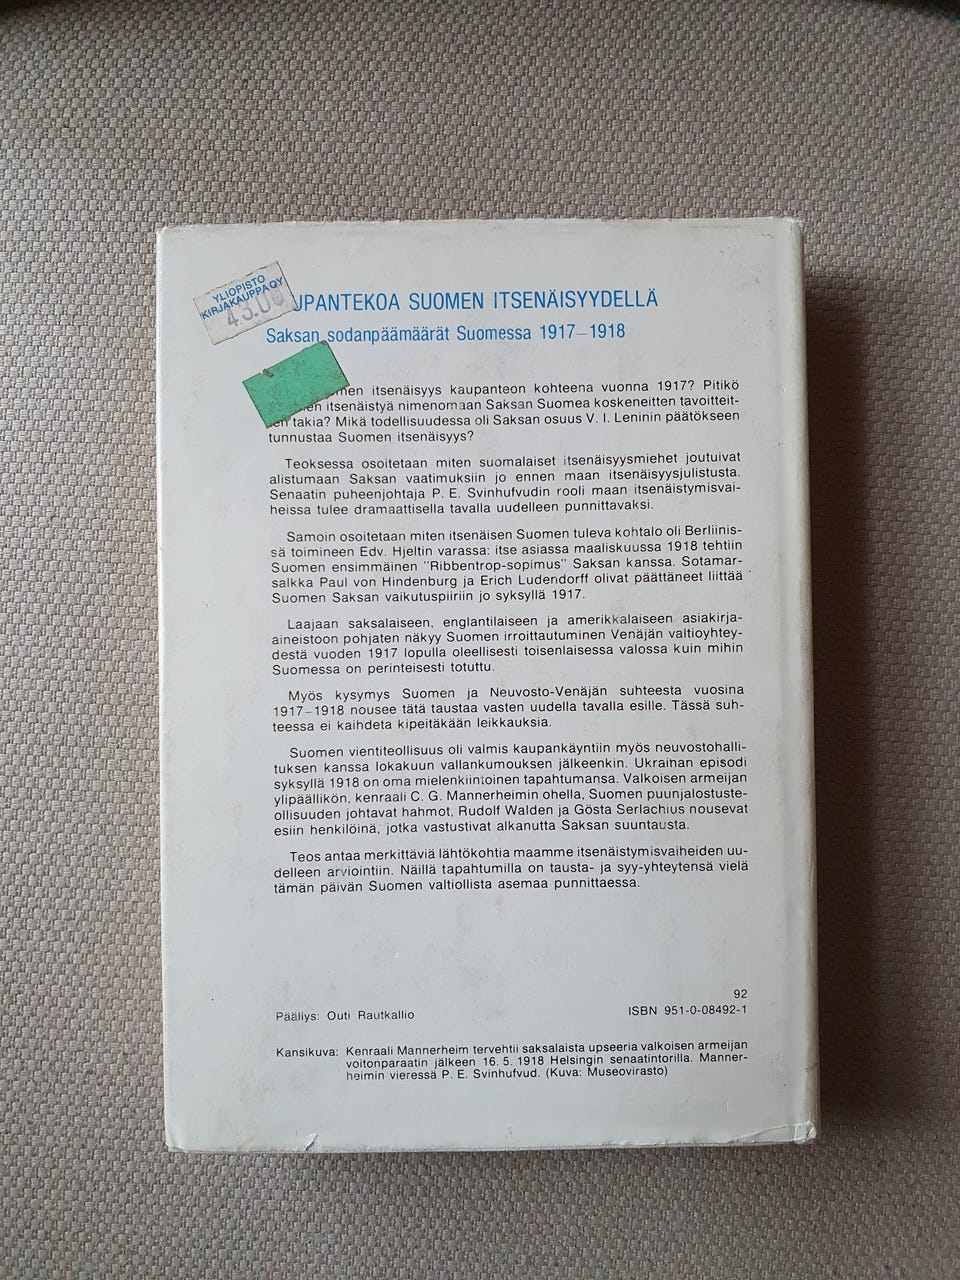 YLIOPISTO
KIRJAKAUPPA OY
43.00
UPANTEKOA SUOMEN ITSENÄISYYDELLÄ
Saksan sodanpäämäärät Suomessa 1917–1918
men itsenäisyys kaupanteon kohteena vuonna 1917? Pitikö
en itsenäistyä nimenomaan Saksan Suomea koskeneitten tavoitteit-
en takia? Mikä todellisuudessa oli Saksan osuus V. I. Leninin päätökseen
tunnustaa Suomen itsenäisyys?
Teoksessa osoitetaan miten suomalaiset itsenäisyysmiehet joutuivat
alistumaan Saksan vaatimuksiin jo ennen maan itsenäisyysjulistusta.
Senaatin puheenjohtaja P. E. Svinhufvudin rooli maan itsenäistymisvai-
heissa tulee dramaattisella tavalla uudelleen punnittavaksi.
Samoin osoitetaan miten itsenäisen Suomen tuleva kohtalo oli Berliinis-
sä toimineen Edv. Hjeltin varassa: itse asiassa maaliskuussa 1918 tehtiin
Suomen ensimmäinen "Ribbentrop-sopimus" Saksan kanssa. Sotamar-
salkka Paul von Hindenburg ja Erich Ludendorff olivat päättäneet liittää
Suomen Saksan vaikutuspiiriin jo syksyllä 1917.
Laajaan saksalaiseen, englantilaiseen ja amerikkalaiseen asiakirja-
aineistoon pohjaten näkyy Suomen irroittautuminen Venäjän valtioyhtey-
destä vuoden 1917 lopulla oleellisesti toisenlaisessa valossa kuin mihin
Suomessa on perinteisesti totuttu.
Myös kysymys Suomen ja Neuvosto-Venäjän suhteesta vuosina
1917–1918 nousee tätä taustaa vasten uudella tavalla esille. Tässä suh-
teessa ei kaihdeta kipeitäkään leikkauksia.
Suomen vientiteollisuus oli valmis kaupankäyntiin myös neuvostohalli-
tuksen kanssa lokakuun vallankumouksen jälkeenkin. Ukrainan episodi
syksyllä 1918 on oma mielenkiintoinen tapahtumansa. Valkoisen armeijan
ylipäällikön, kenraali C. G. Mannerheimin ohella, Suomen puunjalostuste-
ollisuuden johtavat hahmot, Rudolf Walden ja Gösta Serlachius nousevat
esiin henkilöinä, jotka vastustivat alkanutta Saksan suuntausta.
Teos antaa merkittäviä lähtökohtia maamme itsenäistymisvaiheiden uu-
delleen arviointiin. Näillä tapahtumilla on tausta- ja syy-yhteytensä vielä
tämän päivän Suomen valtiollista asemaa punnittaessa.
92
Päällys: Outi Rautkallio ISBN 951-0-08492-1
Kansikuva: Kenraali Mannerheim tervehtii saksalaista upseeria valkoisen armeijan
voitonparaatin jälkeen 16. 5. 1918 Helsingin senaatintorilla. Manner-
heimin vieressä P. E. Svinhufvud. (Kuva: Museovirasto)